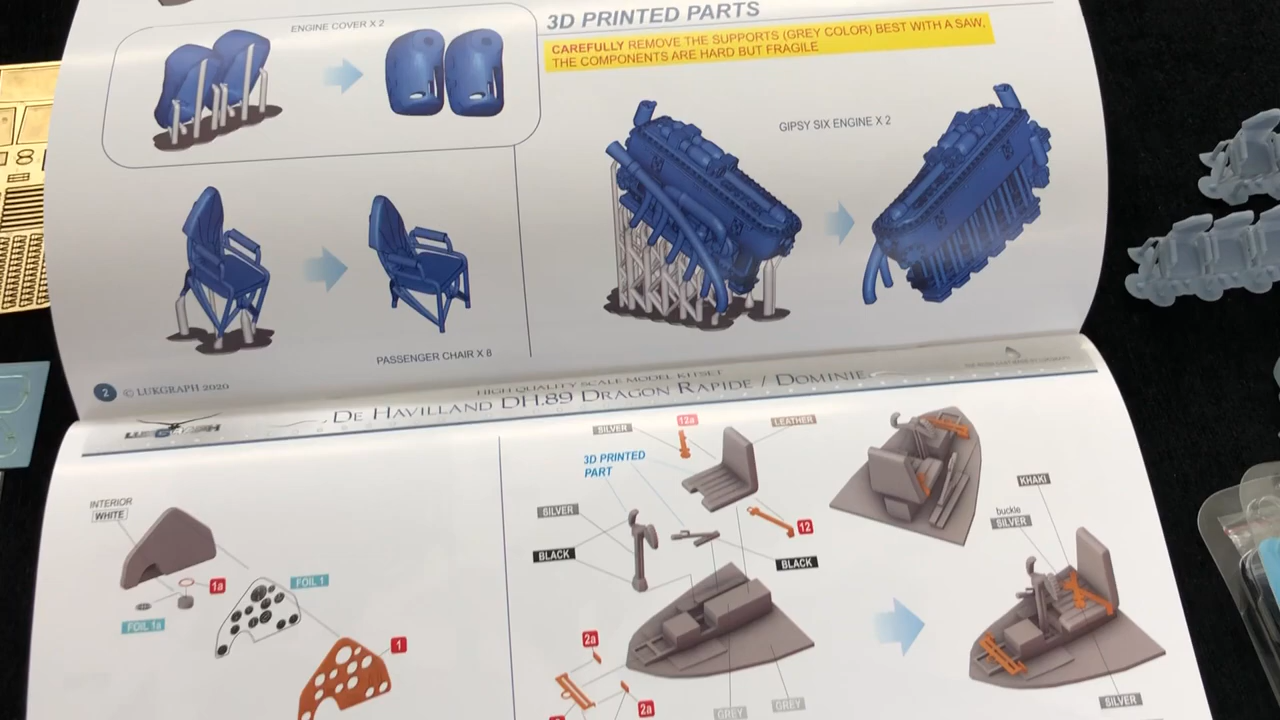 ENGINE COVER X 2
3D PRINTED PARTS
CAREFULLY REMOVE THE SUPPORTS (GREY COLOR) BEST WITH A SAW.
THE COMPONENTS ARE HARD BUT FRAGILE
GIPSY SIX ENGINE X 2
8
PASSENGER CHAIR X 8
2 © LUKGRAPH 2020
HIGH QUALITY SCALE MODEL KITSET
DE HAVILLAND DH.89 DRAGON RAPIDE / DOMINIE
LUKGRAPH
INTERIOR
WHITE
1a
FOIL 1
FOIL 1a
1
SILVER
12a
LEATHER
3D PRINTED
PART
SILVER
BLACK
12
BLACK
2a
2a
GREY
GREY
KHAKI
buckle
SILVER
SILVER